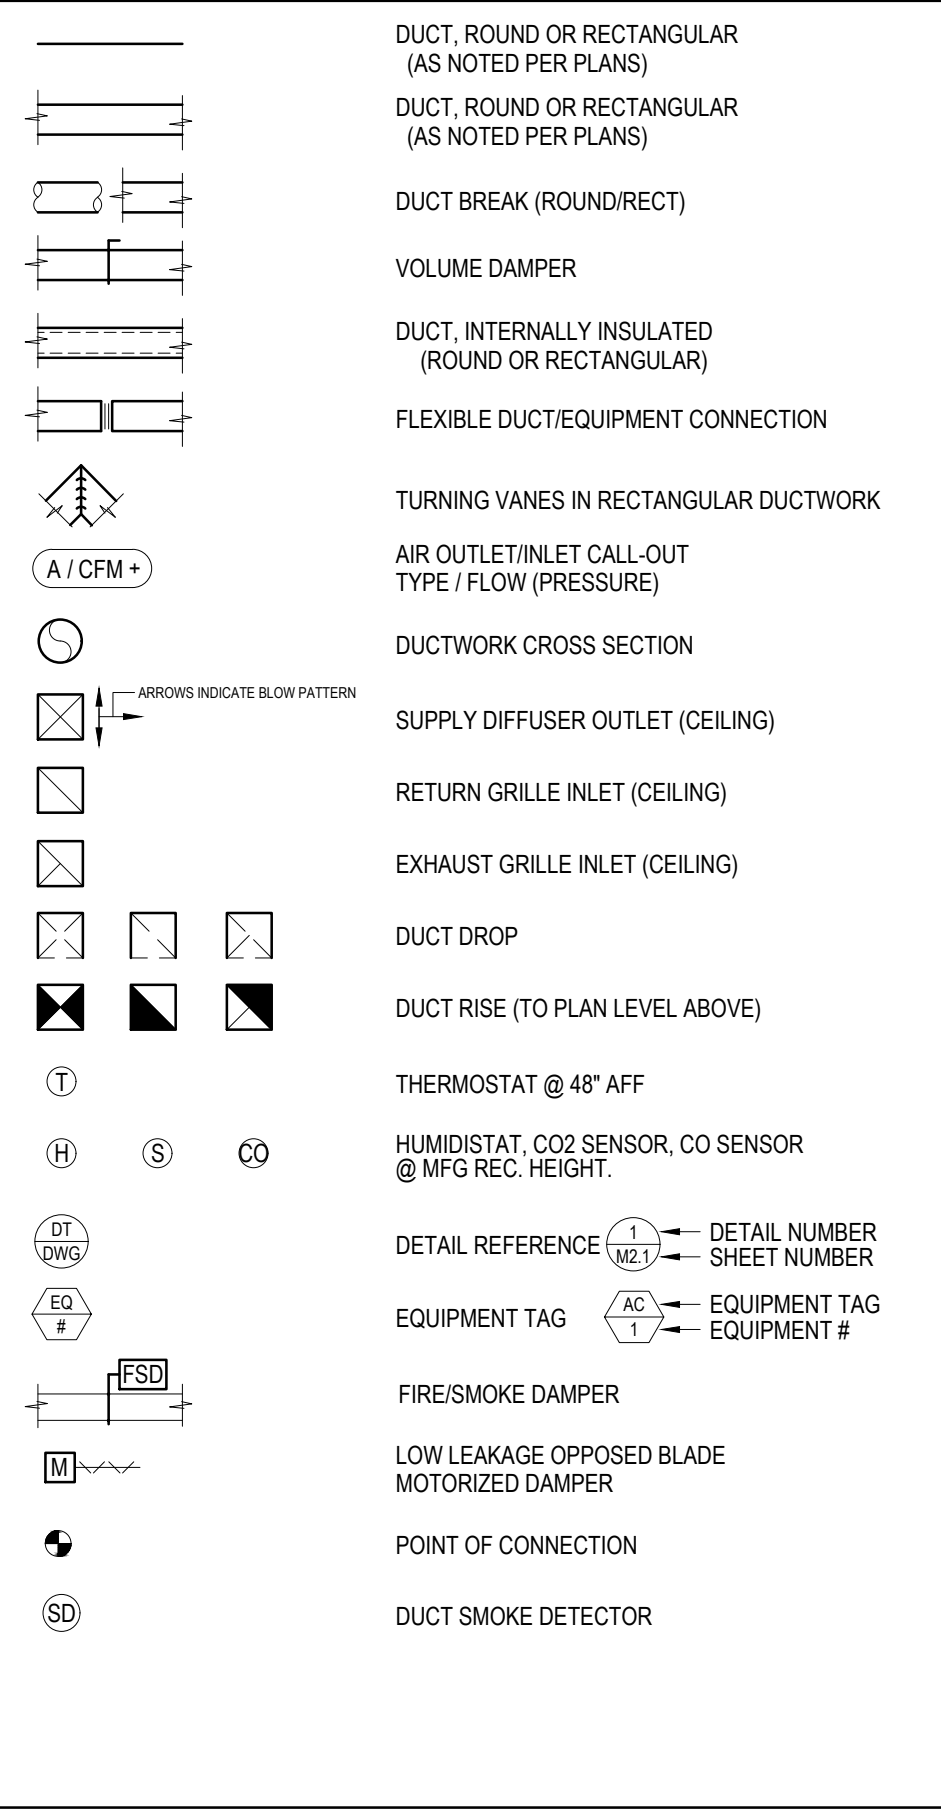 DUCT, ROUND OR RECTANGULAR
(AS NOTED PER PLANS)
DUCT, ROUND OR RECTANGULAR
(AS NOTED PER PLANS)
DUCT BREAK (ROUND/RECT)
VOLUME DAMPER
DUCT, INTERNALLY INSULATED
(ROUND OR RECTANGULAR)
FLEXIBLE DUCT/EQUIPMENT CONNECTION
TURNING VANES IN RECTANGULAR DUCTWORK
A / CFM +
AIR OUTLET/INLET CALL-OUT
TYPE / FLOW (PRESSURE)
DUCTWORK CROSS SECTION
ARROWS INDICATE BLOW PATTERN
SUPPLY DIFFUSER OUTLET (CEILING)
RETURN GRILLE INLET (CEILING)
EXHAUST GRILLE INLET (CEILING)
DUCT DROP
DUCT RISE (TO PLAN LEVEL ABOVE)
T
THERMOSTAT @ 48" AFF
H S CO
HUMIDISTAT, CO2 SENSOR, CO SENSOR
@ MFG REC. HEIGHT.
DT
DWG
DETAIL REFERENCE
1
M2.1
DETAIL NUMBER
SHEET NUMBER
EQ
#
EQUIPMENT TAG
AC
1
EQUIPMENT TAG
EQUIPMENT #
FSD
FIRE/SMOKE DAMPER
M
LOW LEAKAGE OPPOSED BLADE
MOTORIZED DAMPER
POINT OF CONNECTION
SD
DUCT SMOKE DETECTOR